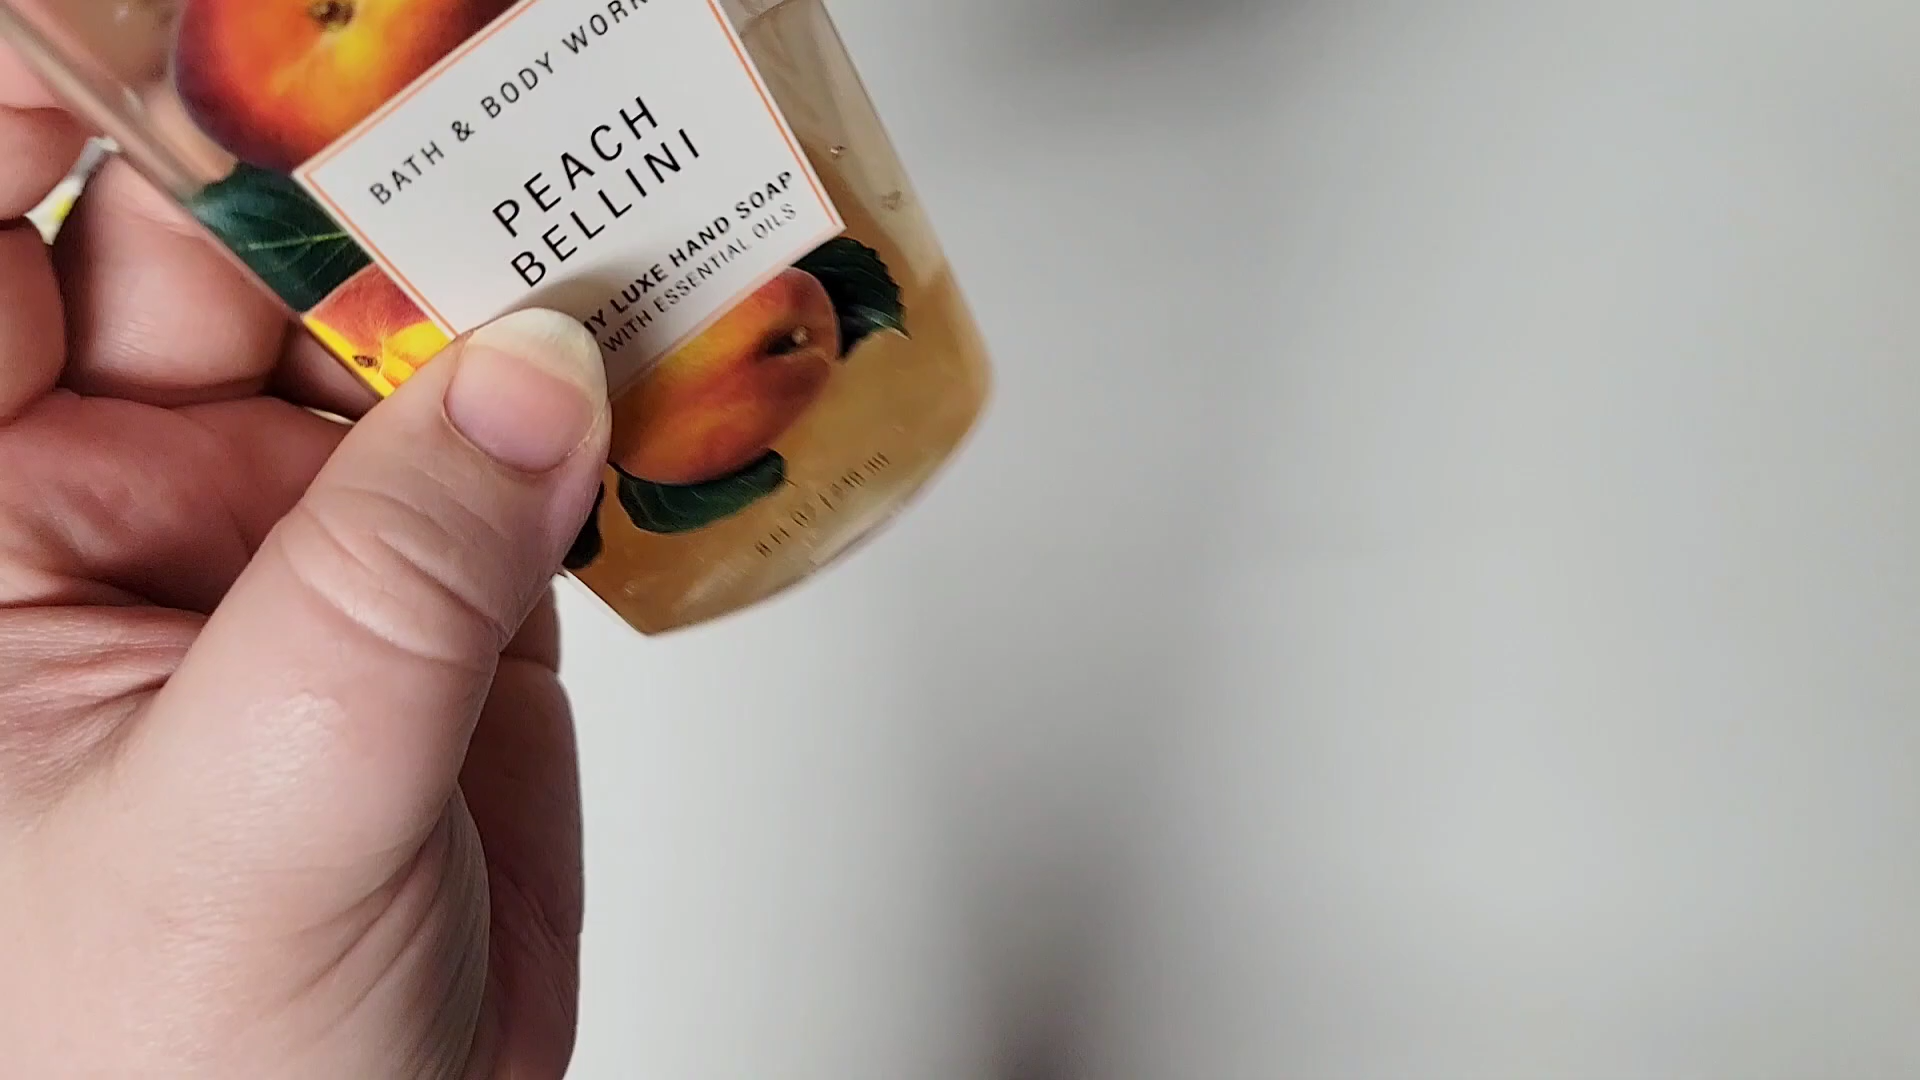 BATH & BODY WORK
PEACH
BELLINI
Y LUXE HAND SOAP
WITH ESSENTIAL OILS